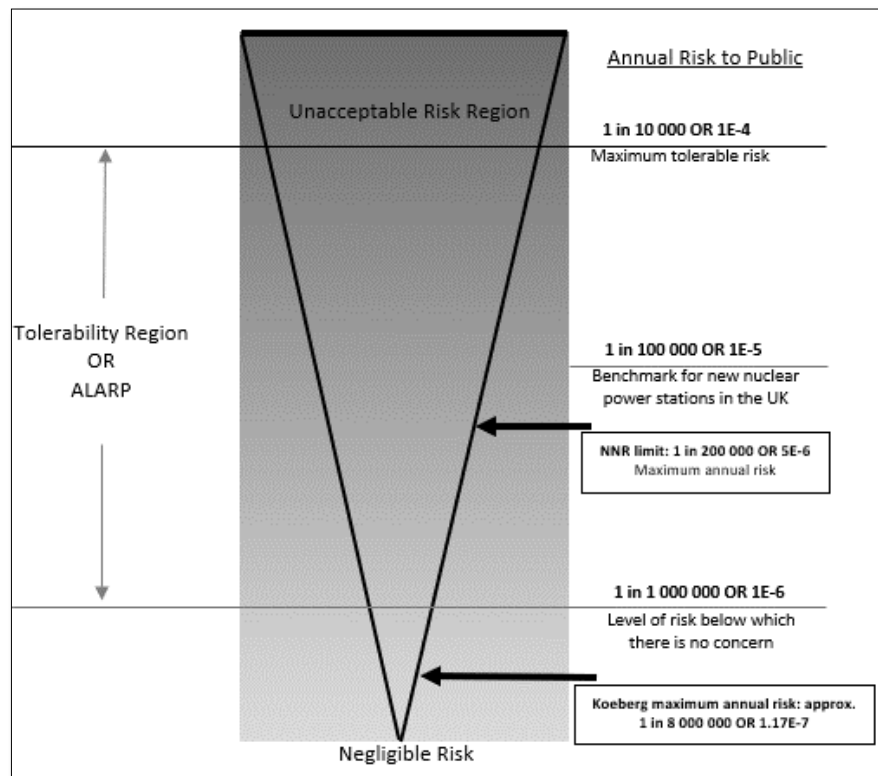 Annual Risk to Public
Unacceptable Risk Region
1 in 10 000 OR 1E-4
Maximum tolerable risk
Tolerability Region
OR
ALARP
1 in 100 000 OR 1E-5
Benchmark for new nuclear
power stations in the UK
NNR limit: 1 in 200 000 OR 5E-6
Maximum annual risk
1 in 1 000 000 OR 1E-6
Level of risk below which
there is no concern
Koeberg maximum annual risk: approx.
1 in 8 000 000 OR 1.17E-7
Negligible Risk